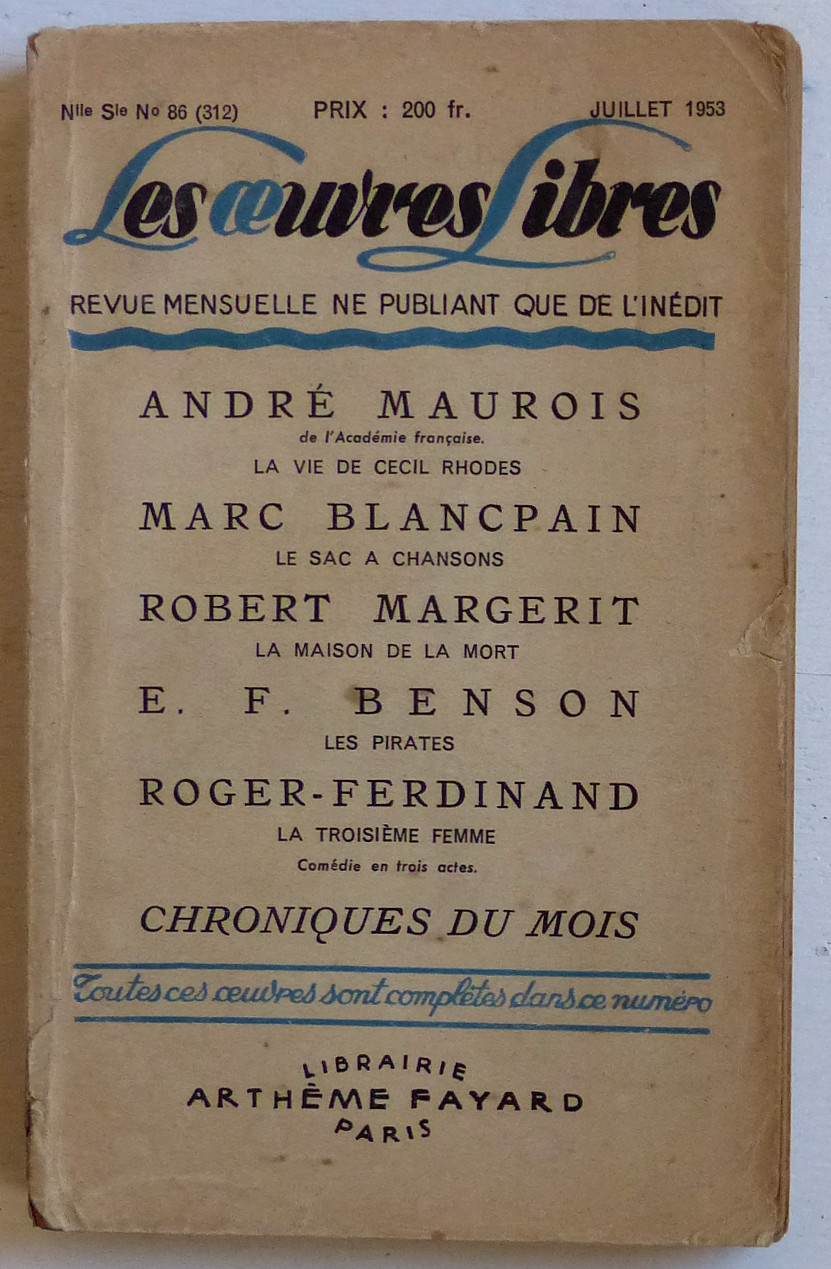 Nlle Sie No 86 (312) PRIX : 200 fr. JUILLET 1953
Les œuvres Libres
REVUE MENSUELLE NE PUBLIANT QUE DE L'INÉDIT
ANDRÉ MAUROIS
de l'Académie française.
LA VIE DE CECIL RHODES
MARC BLANCPAIN
LE SAC A CHANSONS
ROBERT MARGERIT
LA MAISON DE LA MORT
E. F. BENSON
LES PIRATES
ROGER-FERDINAND
LA TROISIÈME FEMME
Comédie en trois actes.
CHRONIQUES DU MOIS
Toutes ces œuvres sont complètes dans ce numéro
LIBRAIRIE
ARTHÈME FAYARD
PARIS